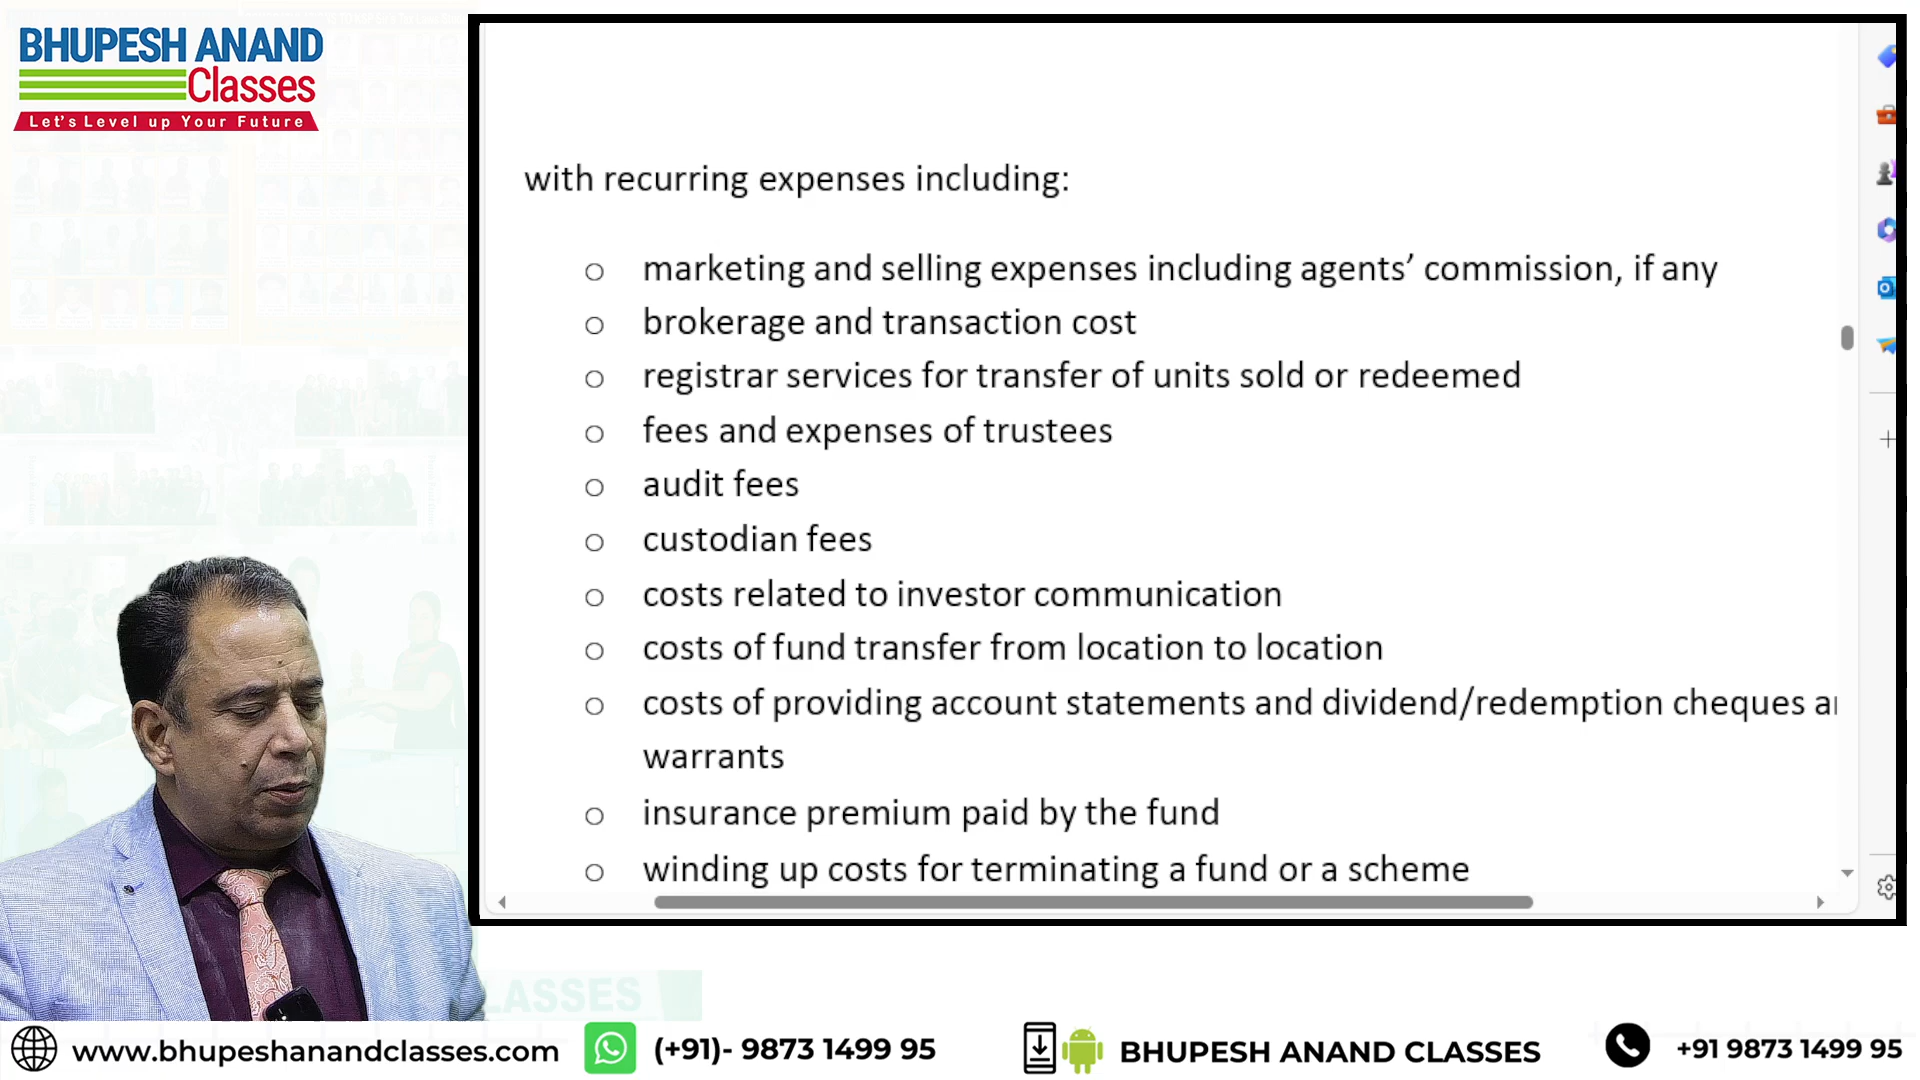 BHUPESH ANAND
Classes
Let's Level up Your Future
with recurring expenses including:
o marketing and selling expenses including agents’ commission, if any
o brokerage and transaction cost
o registrar services for transfer of units sold or redeemed
o fees and expenses of trustees
o audit fees
o custodian fees
o costs related to investor communication
o costs of fund transfer from location to location
o costs of providing account statements and dividend/redemption cheques
warrants
o insurance premium paid by the fund
o winding up costs for terminating a fund or a scheme
LASSES
www.bhupeshanandclasses.com (+91)- 9873 1499 95 BHUPESH ANAND CLASSES +91 9873 1499 95